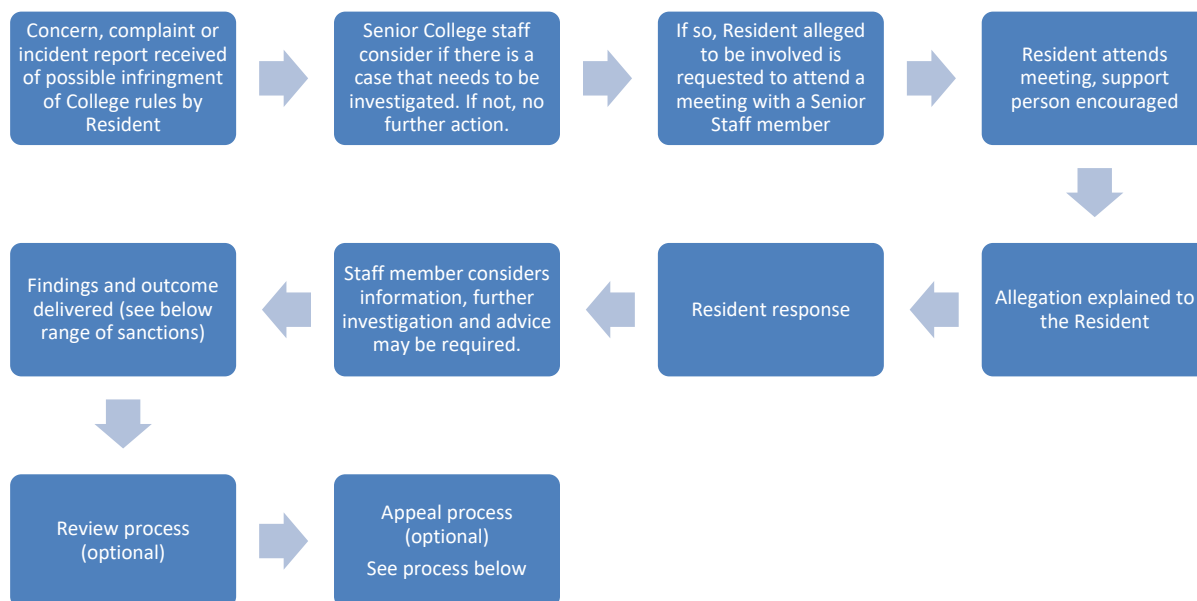 Concern, complaint or
incident report received
of possible infringment
of College rules by
Resident
Senior College staff
consider if there is a
case that needs to be
investigated. If not, no
further action.
If so, Resident alleged
to be involved is
requested to attend a
meeting with a Senior
Staff member
Resident attends
meeting, support
person encouraged
Allegation explained to
the Resident
Resident response
Staff member considers
information, further
investigation and advice
may be required.
Findings and outcome
delivered (see below
range of sanctions)
Review process
(optional)
Appeal process
(optional)
See process below